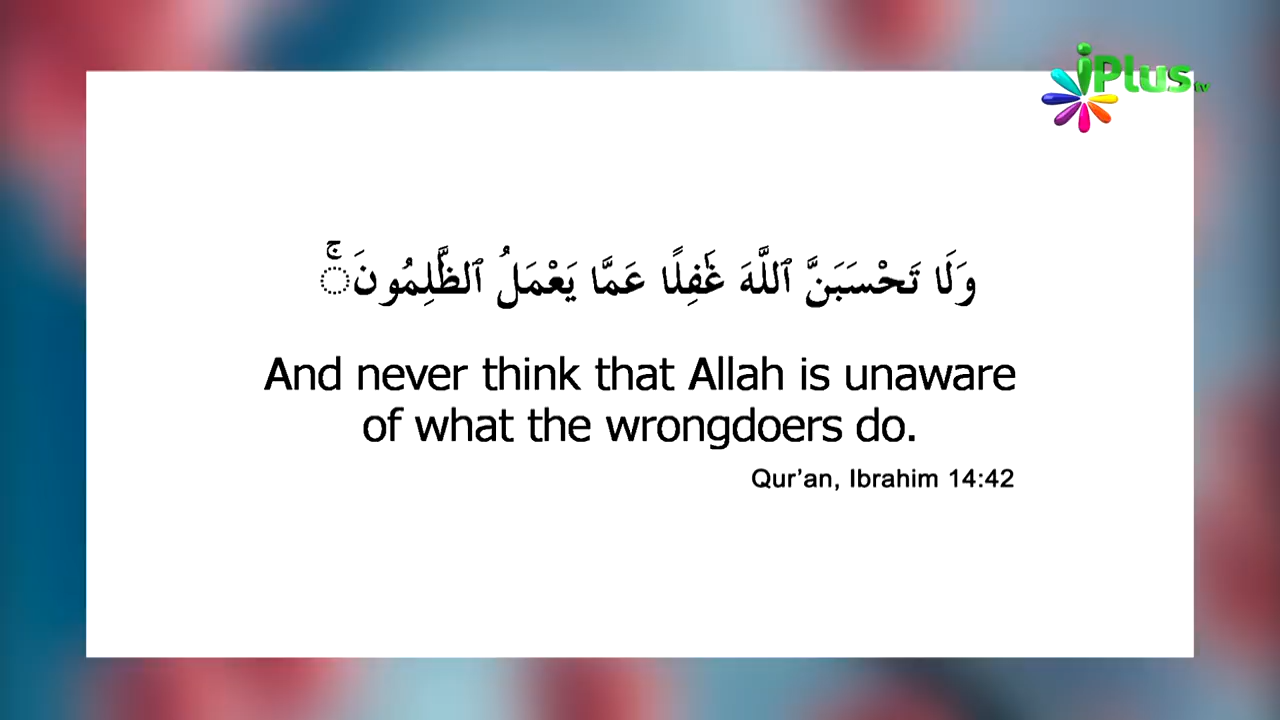 iPlus tv
وَلَا تَحْسَبَنَّ ٱللَّهَ غَٰفِلًا عَمَّا يَعْمَلُ ٱلظَّٰلِمُونَ ۚ
And never think that Allah is unaware
of what the wrongdoers do.
Qur’an, Ibrahim 14:42